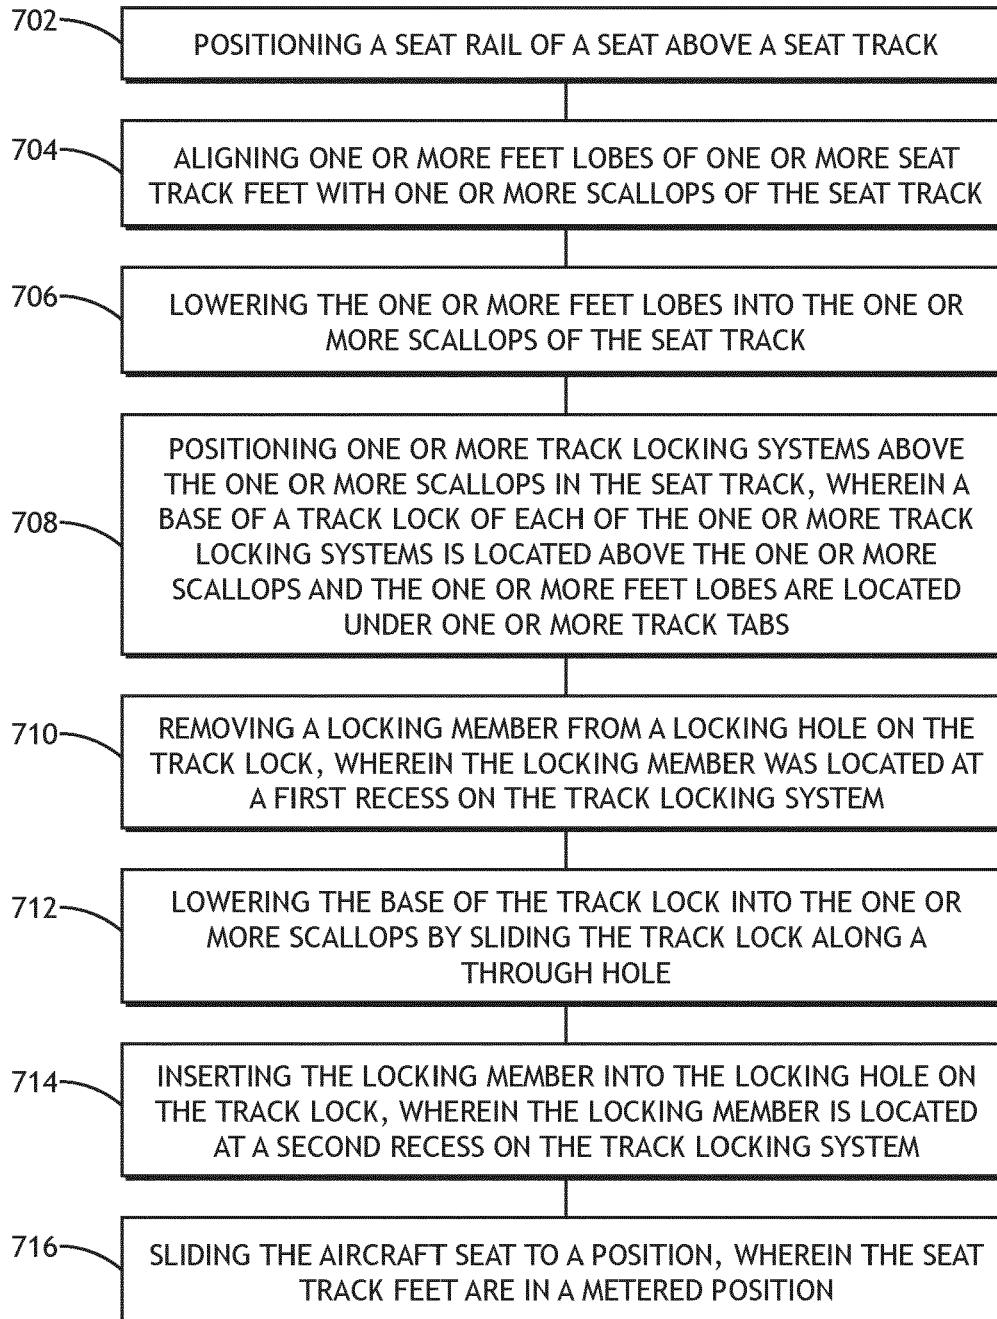 702
POSITIONING A SEAT RAIL OF A SEAT ABOVE A SEAT TRACK
704
ALIGNING ONE OR MORE FEET LOBES OF ONE OR MORE SEAT
TRACK FEET WITH ONE OR MORE SCALLOPS OF THE SEAT TRACK
706
LOWERING THE ONE OR MORE FEET LOBES INTO THE ONE OR
MORE SCALLOPS OF THE SEAT TRACK
708
POSITIONING ONE OR MORE TRACK LOCKING SYSTEMS ABOVE
THE ONE OR MORE SCALLOPS IN THE SEAT TRACK, WHEREIN A
BASE OF A TRACK LOCK OF EACH OF THE ONE OR MORE TRACK
LOCKING SYSTEMS IS LOCATED ABOVE THE ONE OR MORE
SCALLOPS AND THE ONE OR MORE FEET LOBES ARE LOCATED
UNDER ONE OR MORE TRACK TABS
710
REMOVING A LOCKING MEMBER FROM A LOCKING HOLE ON THE
TRACK LOCK, WHEREIN THE LOCKING MEMBER WAS LOCATED AT
A FIRST RECESS ON THE TRACK LOCKING SYSTEM
712
LOWERING THE BASE OF THE TRACK LOCK INTO THE ONE OR
MORE SCALLOPS BY SLIDING THE TRACK LOCK ALONG A
THROUGH HOLE
714
INSERTING THE LOCKING MEMBER INTO THE LOCKING HOLE ON
THE TRACK LOCK, WHEREIN THE LOCKING MEMBER IS LOCATED
AT A SECOND RECESS ON THE TRACK LOCKING SYSTEM
716
SLIDING THE AIRCRAFT SEAT TO A POSITION, WHEREIN THE SEAT
TRACK FEET ARE IN A METERED POSITION